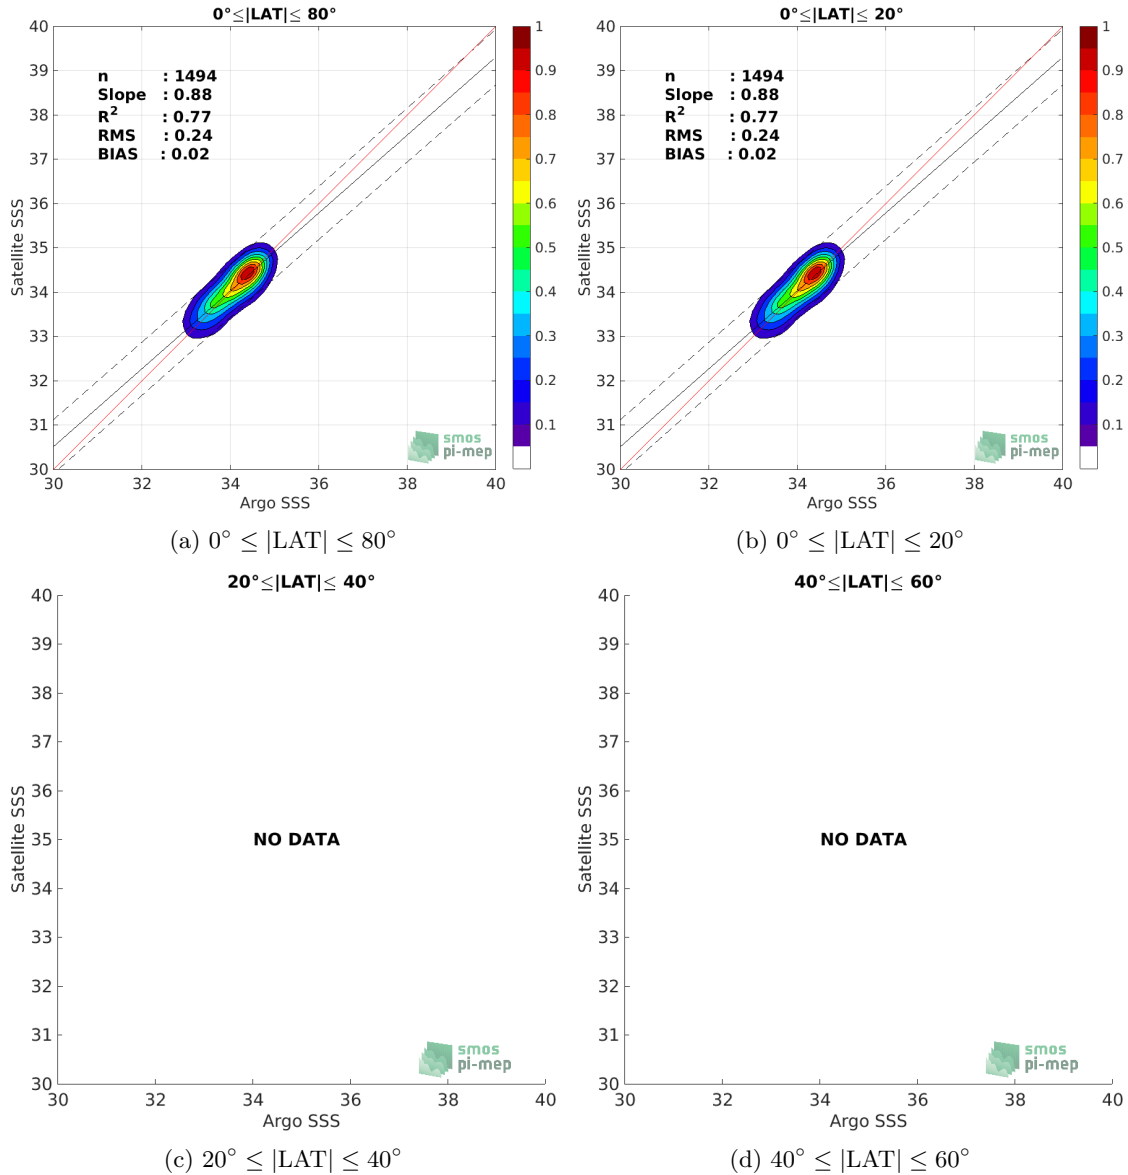 0°≤|LAT|≤ 80°
40
39
38
37
36
35
34
33
32
31
30
Satellite SSS
n : 1494
Slope : 0.88
R² : 0.77
RMS : 0.24
BIAS : 0.02
smos
pi-mep
30 32 34 36 38 40
Argo SSS
1
0.9
0.8
0.7
0.6
0.5
0.4
0.3
0.2
0.1
(a) 0° ≤ |LAT| ≤ 80°
0°≤|LAT|≤ 20°
40
39
38
37
36
35
34
33
32
31
30
Satellite SSS
n : 1494
Slope : 0.88
R² : 0.77
RMS : 0.24
BIAS : 0.02
smos
pi-mep
30 32 34 36 38 40
Argo SSS
1
0.9
0.8
0.7
0.6
0.5
0.4
0.3
0.2
0.1
(b) 0° ≤ |LAT| ≤ 20°
20°≤|LAT|≤ 40°
40
39
38
37
36
35
34
33
32
31
30
Satellite SSS
NO DATA
smos
pi-mep
30 32 34 36 38 40
Argo SSS
(c) 20° ≤ |LAT| ≤ 40°
40°≤|LAT|≤ 60°
40
39
38
37
36
35
34
33
32
31
30
Satellite SSS
NO DATA
smos
pi-mep
30 32 34 36 38 40
Argo SSS
(d) 40° ≤ |LAT| ≤ 60°